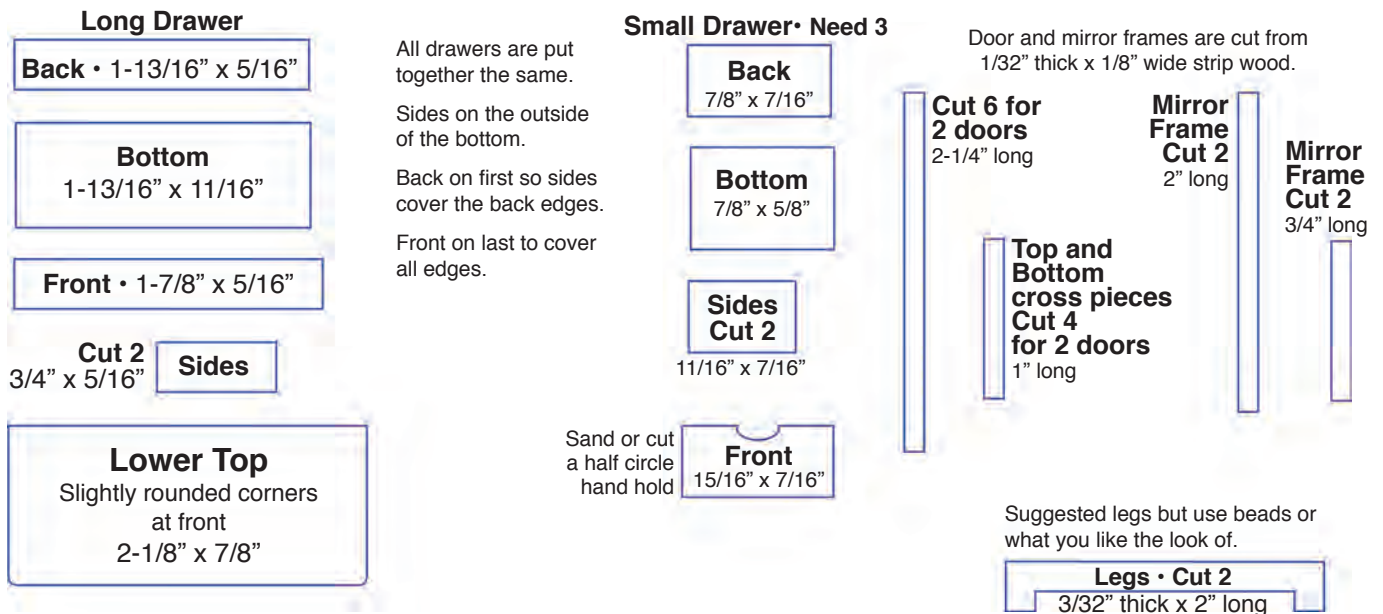 Long Drawer
Back • 1-13/16” x 5/16”
Bottom
1-13/16” x 11/16”
Front • 1-7/8” x 5/16”
Cut 2
3/4” x 5/16”
Sides
Lower Top
Slightly rounded corners
at front
2-1/8” x 7/8”
All drawers are put
together the same.
Sides on the outside
of the bottom.
Back on first so sides
cover the back edges.
Front on last to cover
all edges.
Small Drawer• Need 3
Back
7/8” x 7/16”
Bottom
7/8” x 5/8”
Sides
Cut 2
11/16” x 7/16”
Sand or cut
a half circle
hand hold
Front
15/16” x 7/16”
Door and mirror frames are cut from
1/32” thick x 1/8” wide strip wood.
Cut 6 for
2 doors
2-1/4” long
Top and
Bottom
cross pieces
Cut 4
for 2 doors
1” long
Mirror
Frame
Cut 2
2” long
Mirror
Frame
Cut 2
3/4” long
Suggested legs but use beads or
what you like the look of.
Legs • Cut 2
3/32” thick x 2” long